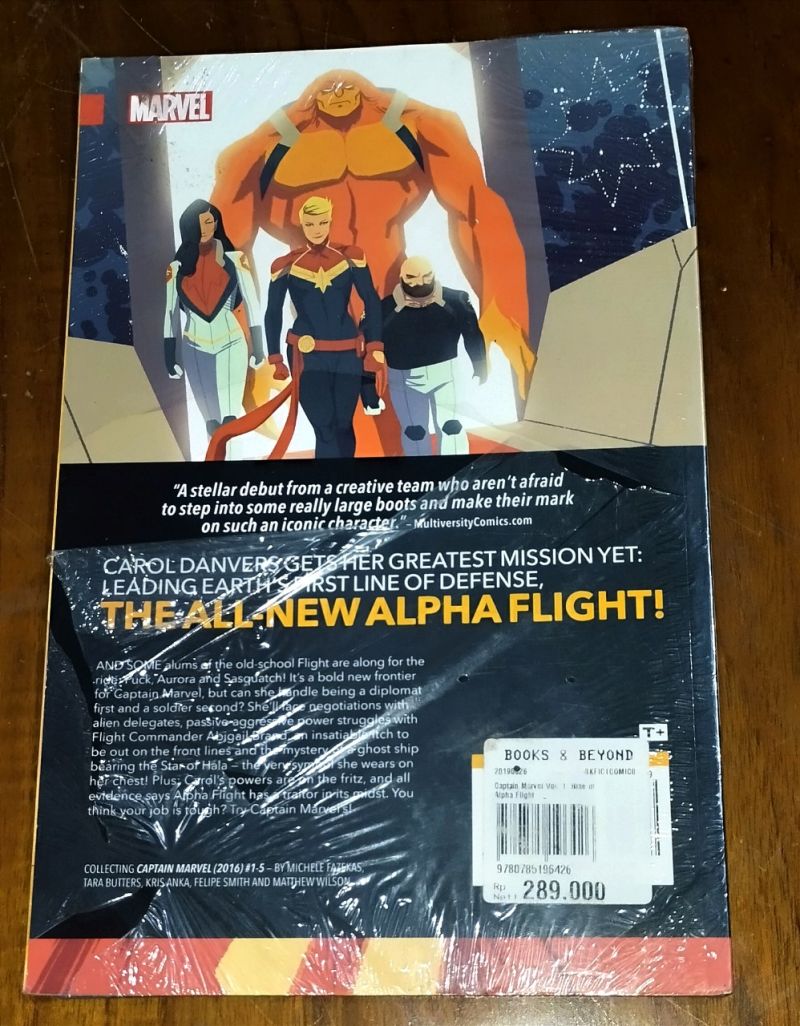 MARVEL
"A stellar debut from a creative team who aren't afraid
to step into some really large boots and make their mark
on such an iconic character." – MultiversityComics.com
CAROL DANVERS GETS HER GREATEST MISSION YET:
LEADING EARTH'S FIRST LINE OF DEFENSE,
THE ALL-NEW ALPHA FLIGHT!
AND SOME alums of the old-school Flight are along for the
ride: Puck, Aurora and Sasquatch! It's a bold new frontier
for Captain Marvel, but can she handle being a diplomat
first and a soldier second? She'll face negotiations with
alien delegates, passive-aggressive power struggles with
Flight Commander Abigail Brand, an insatiable itch to
be out on the front lines and the mystery of a ghost ship
bearing the Star of Hala – the very symbol she wears on
her chest! Plus: Carol's powers are on the fritz, and all
evidence says Alpha Flight has a traitor in its midst. You
think your job is tough? Try Captain Marvel's!
COLLECTING CAPTAIN MARVEL (2016) #1-5 – BY MICHELE FAZEKAS,
TARA BUTTERS, KRIS ANKA, FELIPE SMITH AND MATTHEW WILSON
T+
BOOKS & BEYOND
Captain Marvel
Alpha Flight
9780785196426
Rp
289.000